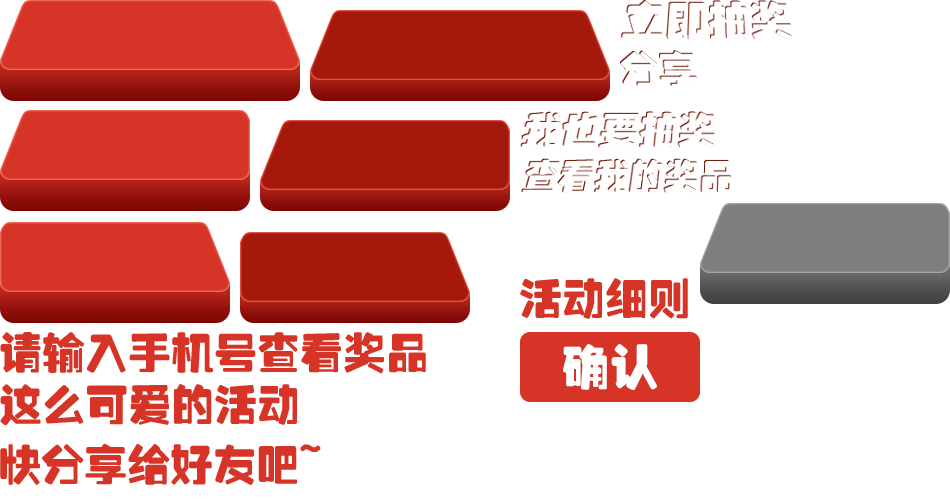 立即抽奖
分享
我也要抽奖
查看我的奖品
活动细则
请输入手机号查看奖品
确认
这么可爱的活动
快分享给好友吧~